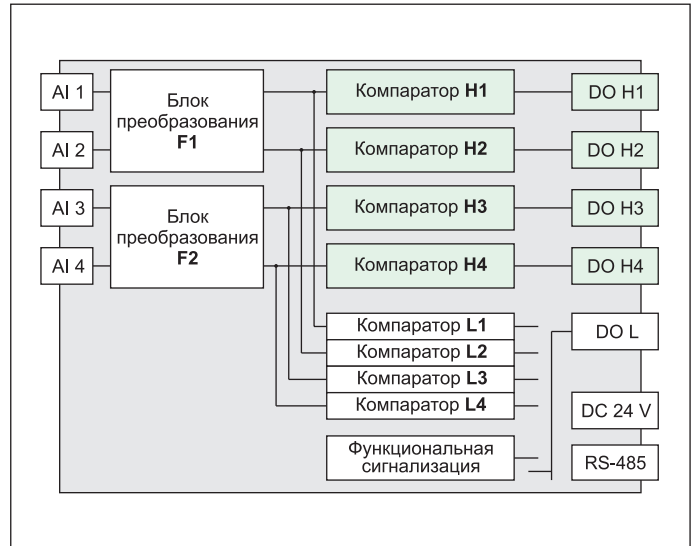 AI 1
AI 2
AI 3
AI 4
Блок
преобразования
F1
Блок
преобразования
F2
Компаратор H1
Компаратор H2
Компаратор H3
Компаратор H4
Компаратор L1
Компаратор L2
Компаратор L3
Компаратор L4
Функциональная
сигнализация
DO H1
DO H2
DO H3
DO H4
DO L
DC 24 V
RS-485